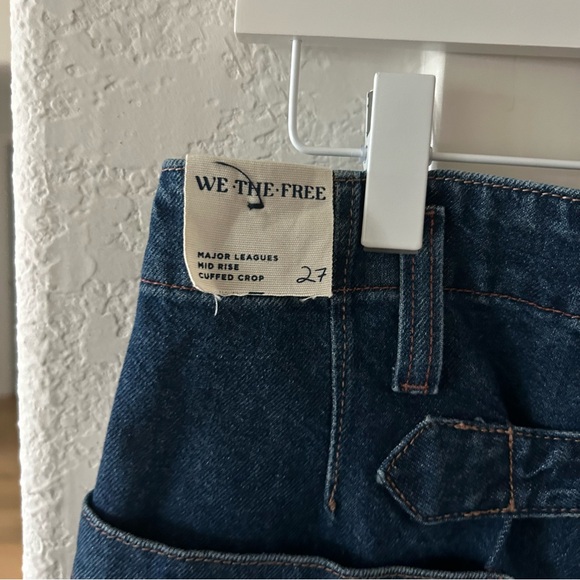 WE·THE·FREE
MAJOR LEAGUES
MID RISE
CUFFED CROP 27